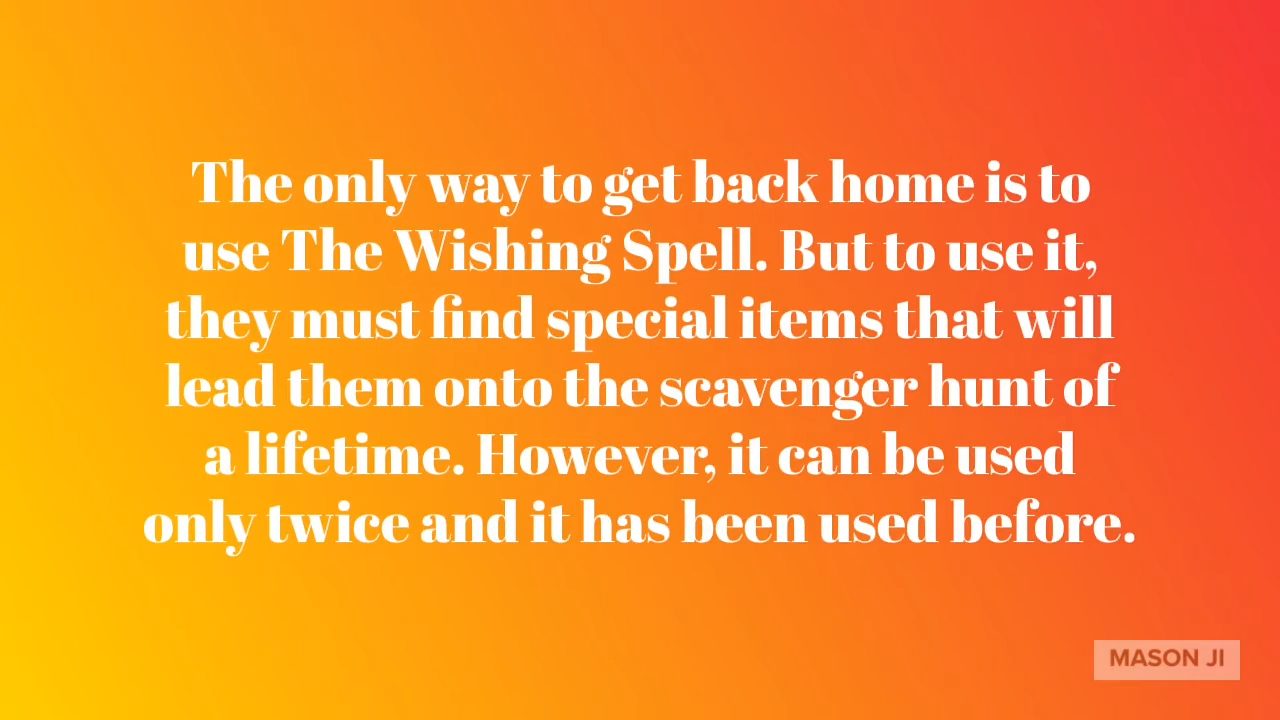 The only way to get back home is to
use The Wishing Spell. But to use it,
they must find special items that will
lead them onto the scavenger hunt of
a lifetime. However, it can be used
only twice and it has been used before.
MASON JI